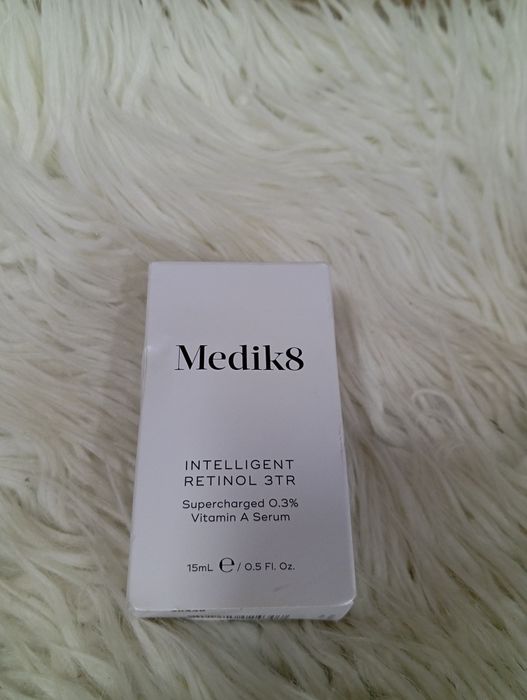 Medik8
INTELLIGENT
RETINOL 3TR
Supercharged 0.3%
Vitamin A Serum
15mL ℮ / 0.5 Fl. Oz.